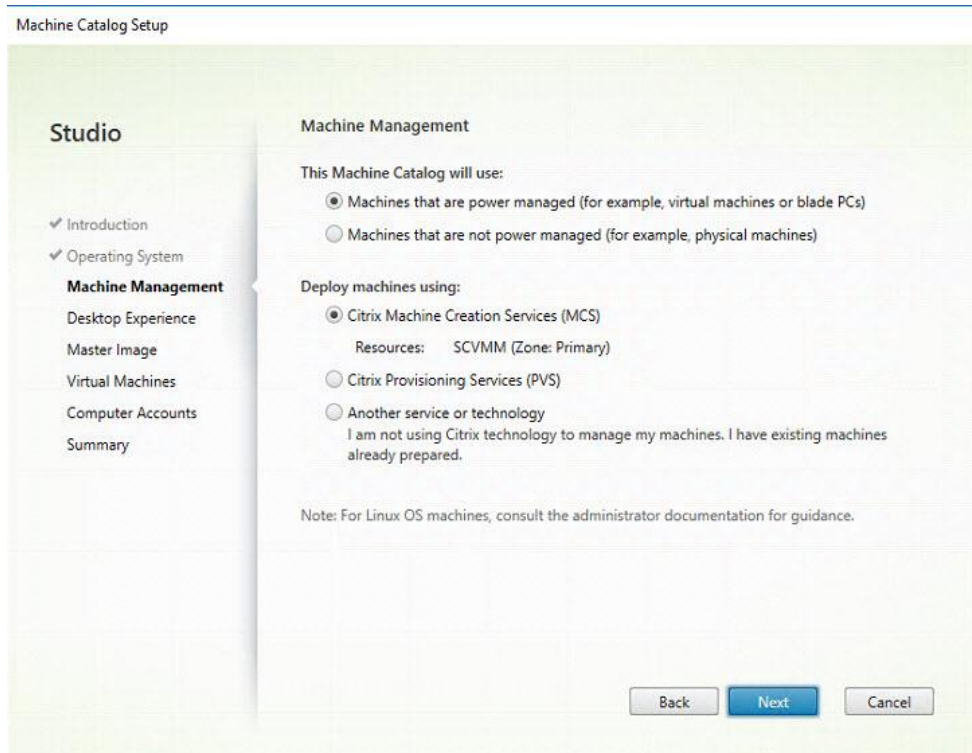 Machine Catalog Setup
Studio
Introduction
Operating System
Machine Management
Desktop Experience
Master Image
Virtual Machines
Computer Accounts
Summary
Machine Management
This Machine Catalog will use:
Machines that are power managed (for example, virtual machines or blade PCs)
Machines that are not power managed (for example, physical machines)
Deploy machines using:
Citrix Machine Creation Services (MCS)
Resources: SCVMM (Zone: Primary)
Citrix Provisioning Services (PVS)
Another service or technology
I am not using Citrix technology to manage my machines. I have existing machines
already prepared.
Note: For Linux OS machines, consult the administrator documentation for guidance.
Back Next Cancel